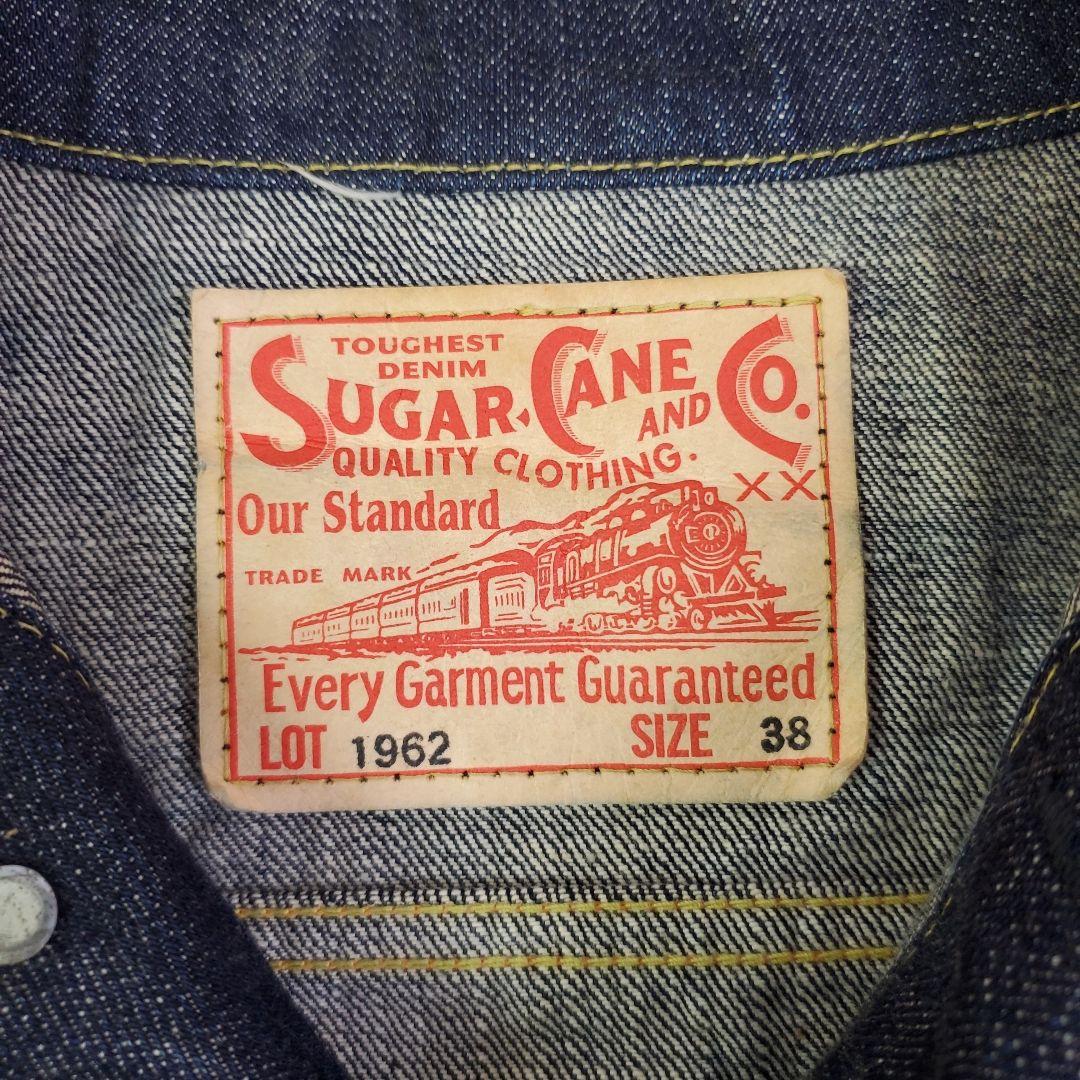 TOUGHEST
DENIM
SUGAR CANE AND Co.
QUALITY CLOTHING.
XX
Our Standard
TRADE MARK
Every Garment Guaranteed
LOT 1962 SIZE 38